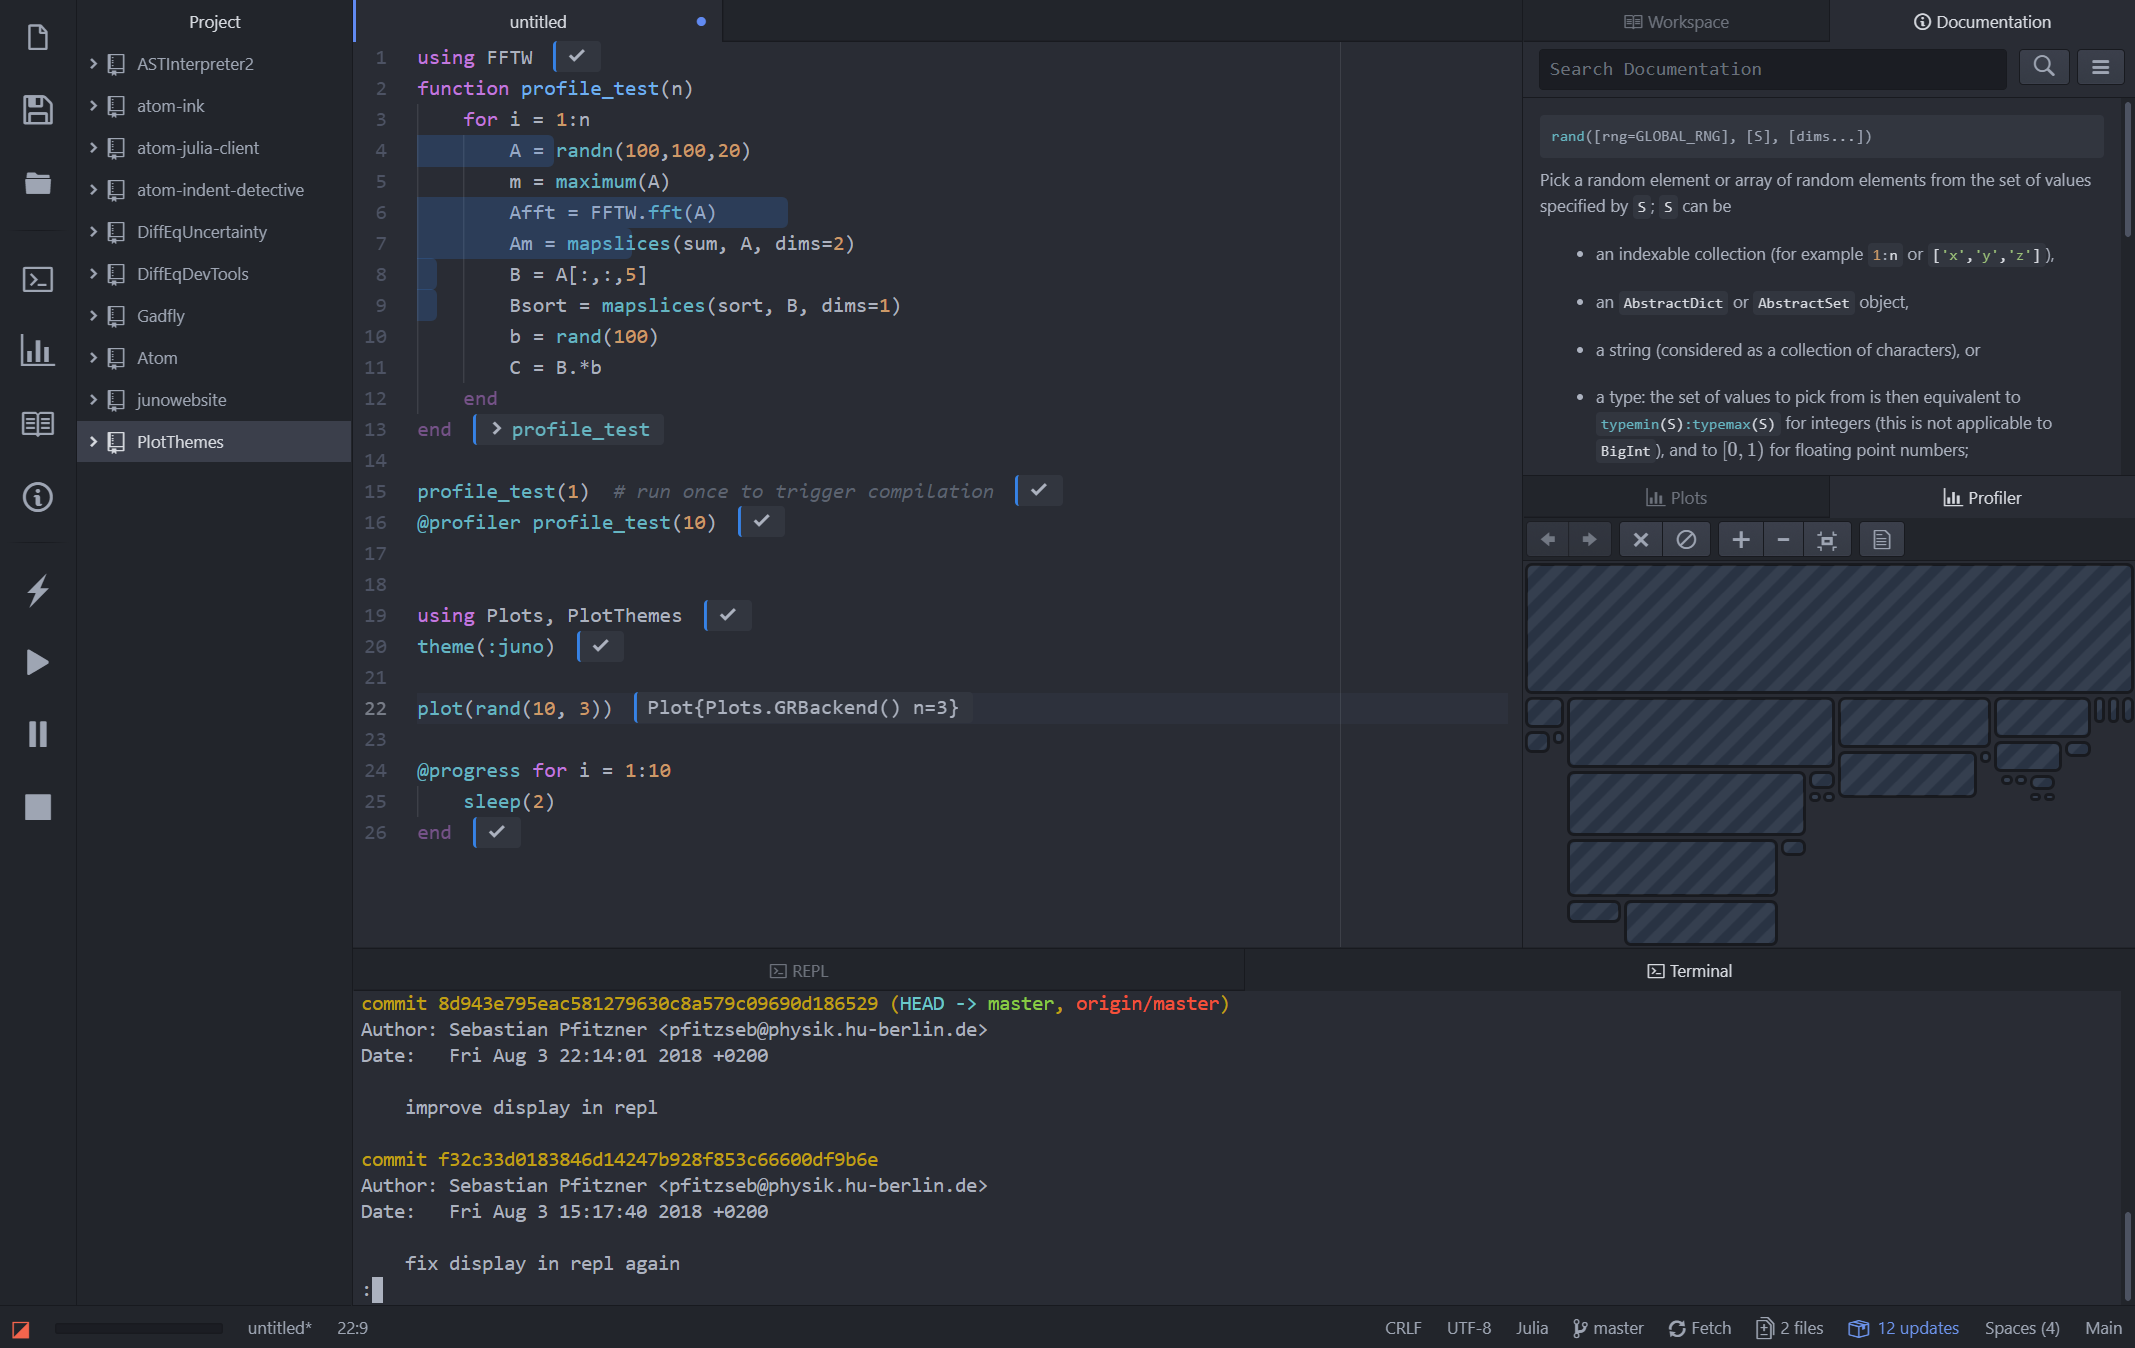 Project
ASTInterpreter2
atom-ink
atom-julia-client
atom-indent-detective
DiffEqUncertainty
DiffEqDevTools
Gadfly
Atom
junowebsite
PlotThemes
untitled
1 using FFTW
2 function profile_test(n)
3 for i = 1:n
4 A = randn(100,100,20)
5 m = maximum(A)
6 Afft = FFTW.fft(A)
7 Am = mapslices(sum, A, dims=2)
8 B = A[:,:,5]
9 Bsort = mapslices(sort, B, dims=1)
10 b = rand(100)
11 C = B.*b
12 end
13 end > profile_test
14
15 profile_test(1) # run once to trigger compilation
16 @profiler profile_test(10)
17
18
19 using Plots, PlotThemes
20 theme(:juno)
21
22 plot(rand(10, 3)) Plot{Plots.GRBackend() n=3}
23
24 @progress for i = 1:10
25 sleep(2)
26 end
Workspace
Documentation
Search Documentation
rand([rng=GLOBAL_RNG], [S], [dims...])
Pick a random element or array of random elements from the set of values
specified by S; S can be
• an indexable collection (for example 1:n or ['x','y','z']),
• an AbstractDict or AbstractSet object,
• a string (considered as a collection of characters), or
• a type: the set of values to pick from is then equivalent to
typemin(S):typemax(S) for integers (this is not applicable to
BigInt), and to [0, 1) for floating point numbers;
Plots
Profiler
REPL
Terminal
commit 8d943e795eac581279630c8a579c09690d186529 (HEAD -> master, origin/master)
Author: Sebastian Pfitzner <pfitzseb@physik.hu-berlin.de>
Date: Fri Aug 3 22:14:01 2018 +0200
improve display in repl
commit f32c33d0183846d14247b928f853c66600df9b6e
Author: Sebastian Pfitzner <pfitzseb@physik.hu-berlin.de>
Date: Fri Aug 3 15:17:40 2018 +0200
fix display in repl again
:
untitled* 22:9 CRLF UTF-8 Julia master Fetch 2 files 12 updates Spaces (4) Main